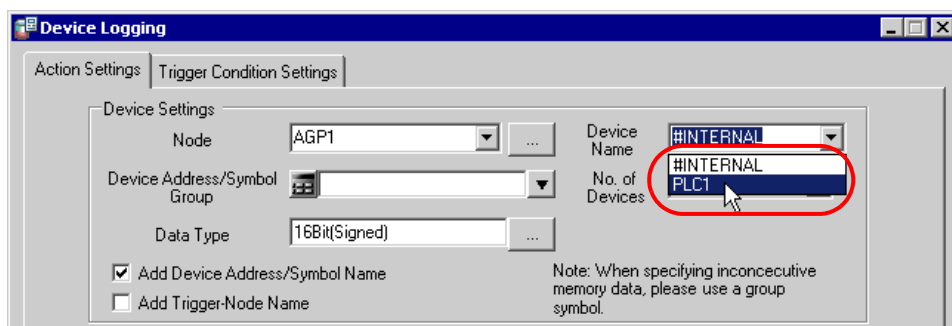 Device Logging
Action Settings
Trigger Condition Settings
Device Settings
Node
AGP1
...
Device Name
#INTERNAL
#INTERNAL
PLC1
Device Address/Symbol
Group
No. of
Devices
Data Type
16Bit(Signed)
...
Add Device Address/Symbol Name
Add Trigger-Node Name
Note: When specifying inconcecutive
memory data, please use a group
symbol.